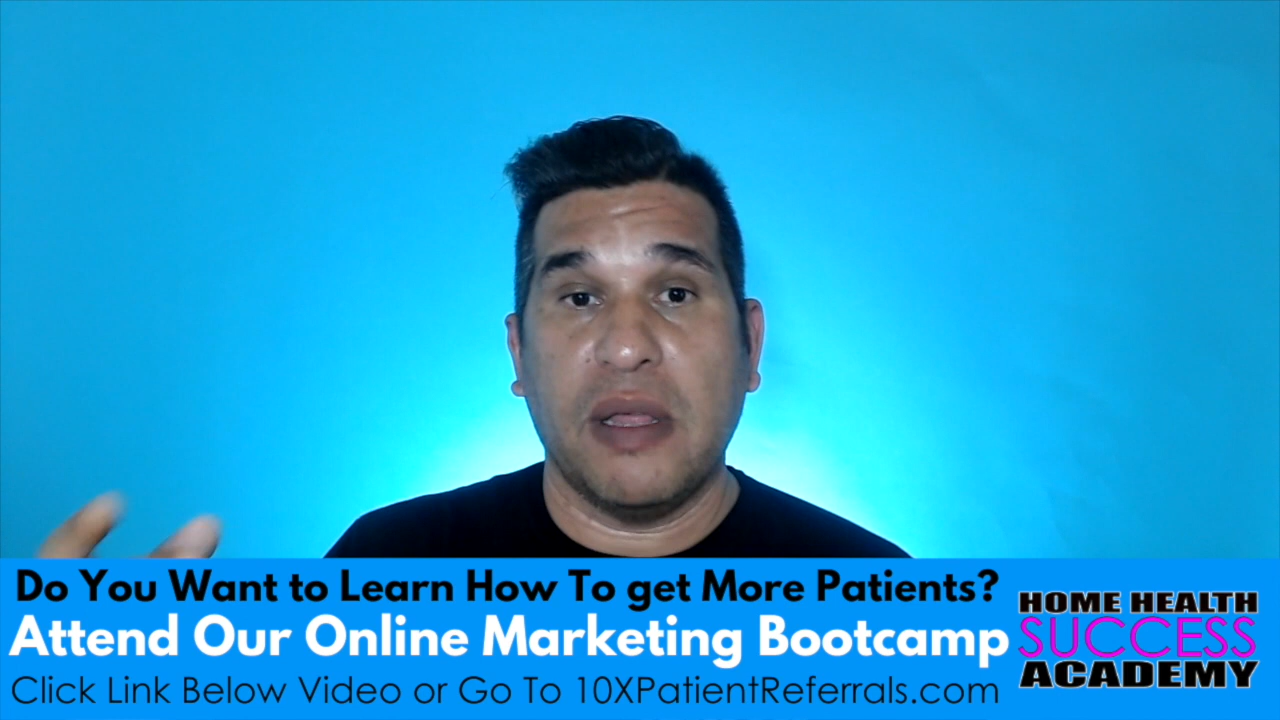 Do You Want to Learn How To get More Patients?
Attend Our Online Marketing Bootcamp
Click Link Below Video or Go To 10XPatientReferrals.com
HOME HEALTH
SUCCESS
ACADEMY